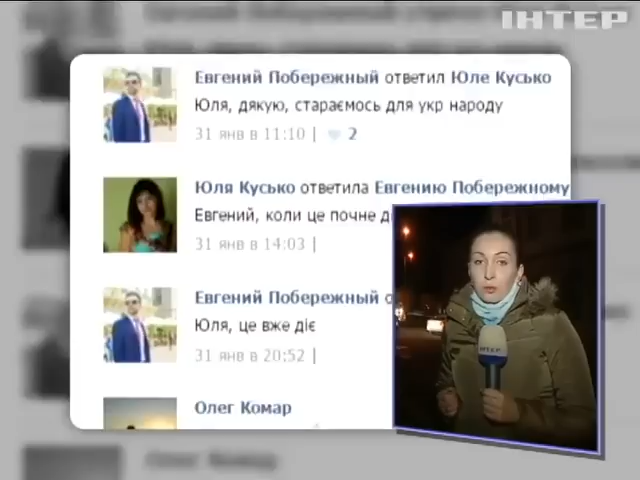 ІНТЕР
Евгений Побережный ответил Юле Кусько
Юля, дякую, стараємось для укр народу
31 янв в 11:10 | 2
Юля Кусько ответила Евгению Побережному
Евгений, коли це почне д
31 янв в 14:03 |
Евгений Побережный о
Юля, це вже діє
31 янв в 20:52 |
Олег Комар
ІНТЕР